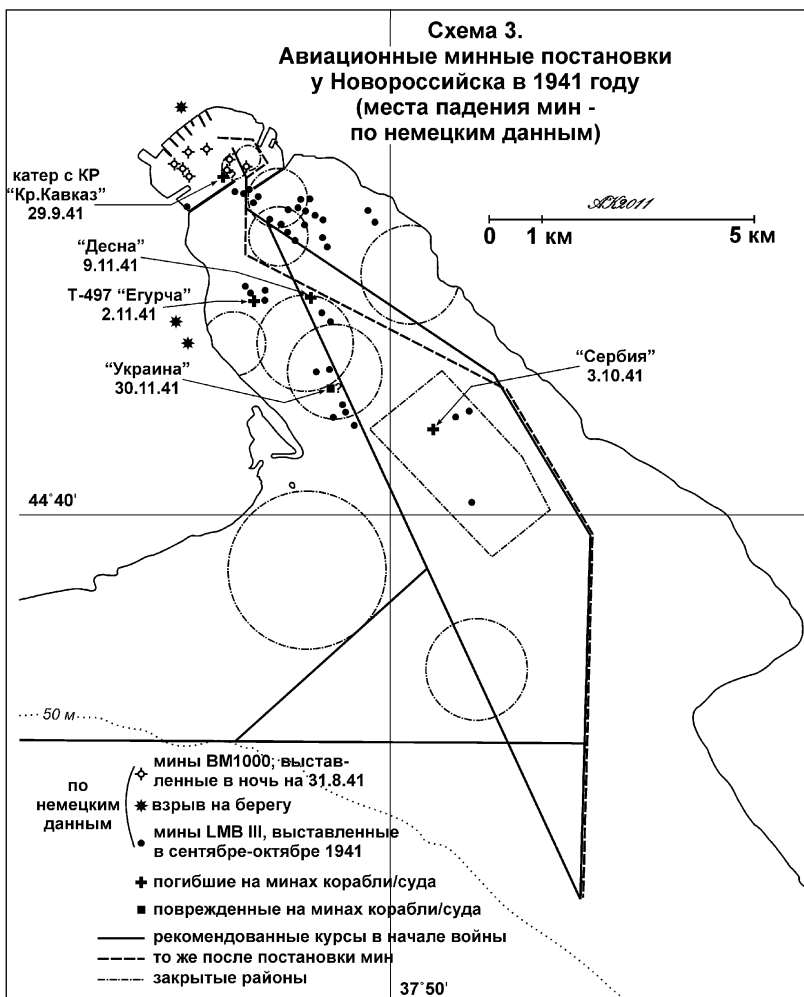 Схема 3.
Авиационные минные постановки
у Новороссийска в 1941 году
(места падения мин -
по немецким данным)
катер с КР
“Кр.Кавказ”
29.9.41
АК2011
0 1 км 5 км
“Десна”
9.11.41
Т-497 “Егурча”
2.11.41
“Украина”
30.11.41
?
“Сербия”
3.10.41
44°40'
50 м
по
немецким
данным
мины BM1000, выстав-
ленные в ночь на 31.8.41
взрыв на берегу
мины LMB III, выставленные
в сентябре-октябре 1941
погибшие на минах корабли/суда
поврежденные на минах корабли/суда
рекомендованные курсы в начале войны
то же после постановки мин
закрытые районы
37°50'